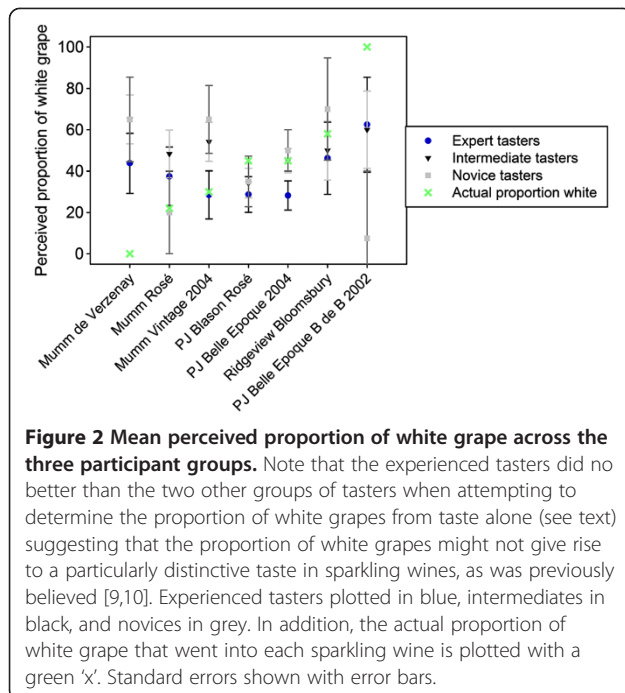 Perceived proportion of white grape
100
80
60
40
20
0
Mumm de Verzenay
Mumm Rosé
Mumm Vintage 2004
PJ Blason Rosé
PJ Belle Epoque 2004
Ridgeview Bloomsbury
PJ Belle Epoque B de B 2002
Expert tasters
Intermediate tasters
Novice tasters
Actual proportion white
Figure 2 Mean perceived proportion of white grape across the
three participant groups. Note that the experienced tasters did no
better than the two other groups of tasters when attempting to
determine the proportion of white grapes from taste alone (see text)
suggesting that the proportion of white grapes might not give rise
to a particularly distinctive taste in sparkling wines, as was previously
believed [9,10]. Experienced tasters plotted in blue, intermediates in
black, and novices in grey. In addition, the actual proportion of
white grape that went into each sparkling wine is plotted with a
green ‘x’. Standard errors shown with error bars.